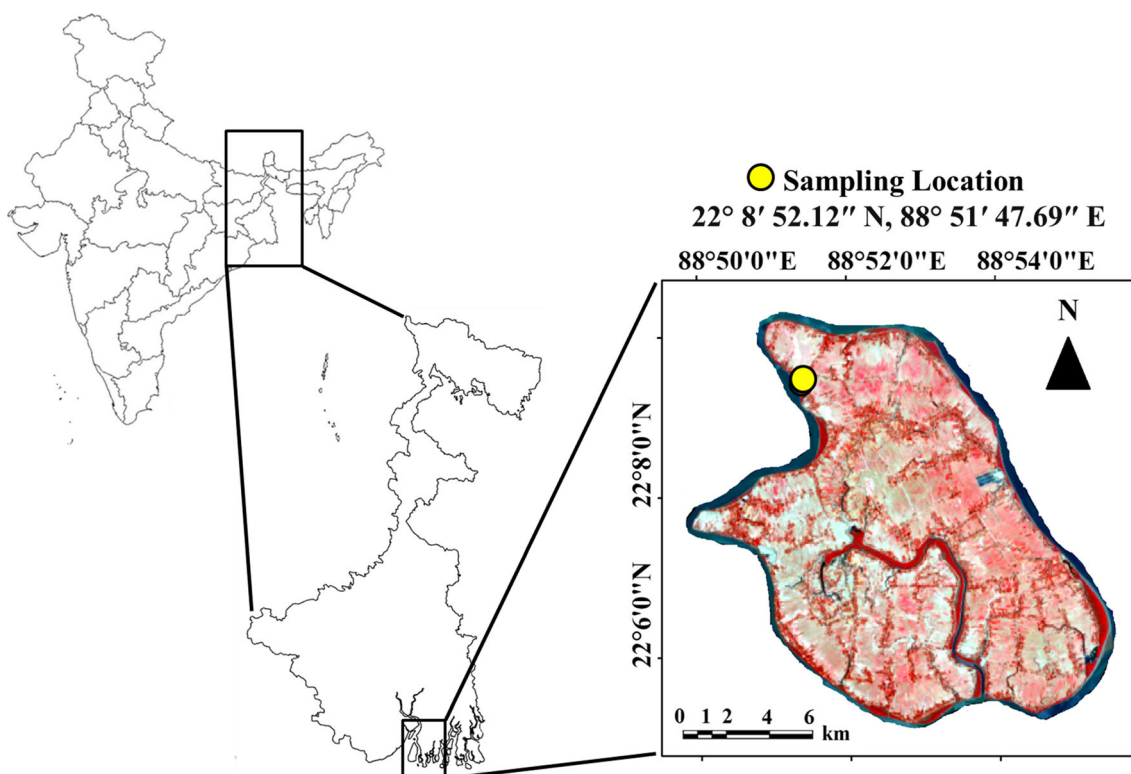 Sampling Location
22° 8′ 52.12″ N, 88° 51′ 47.69″ E
88°50'0"E 88°52'0"E 88°54'0"E
N
22°8'0"N
22°6'0"N
0 1 2 4 6
km